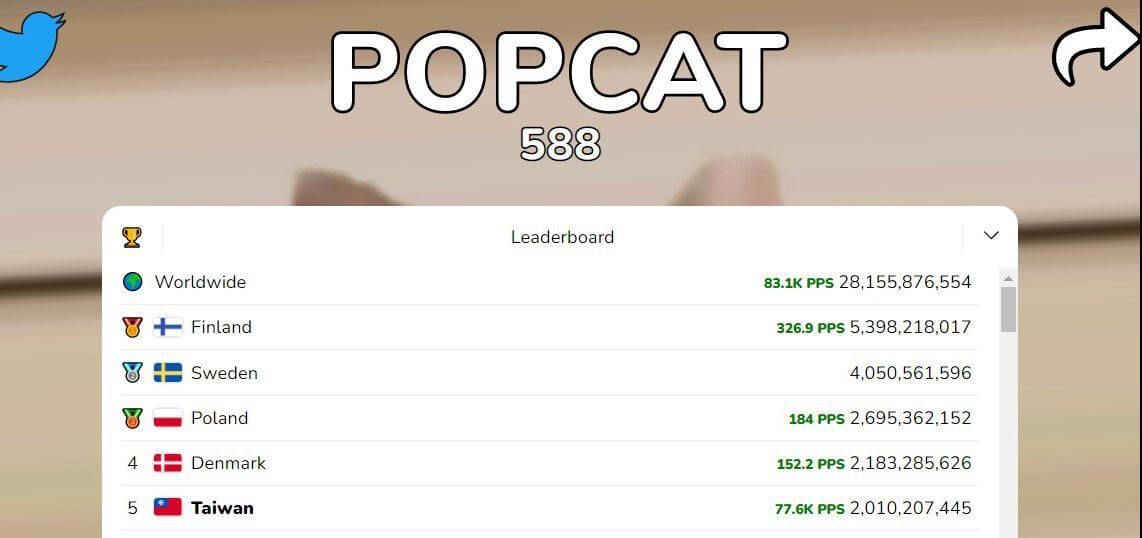 POPCAT
588
Leaderboard
Worldwide 83.1K PPS 28,155,876,554
Finland 326.9 PPS 5,398,218,017
Sweden 4,050,561,596
Poland 184 PPS 2,695,362,152
4 Denmark 152.2 PPS 2,183,285,626
5 Taiwan 77.6K PPS 2,010,207,445